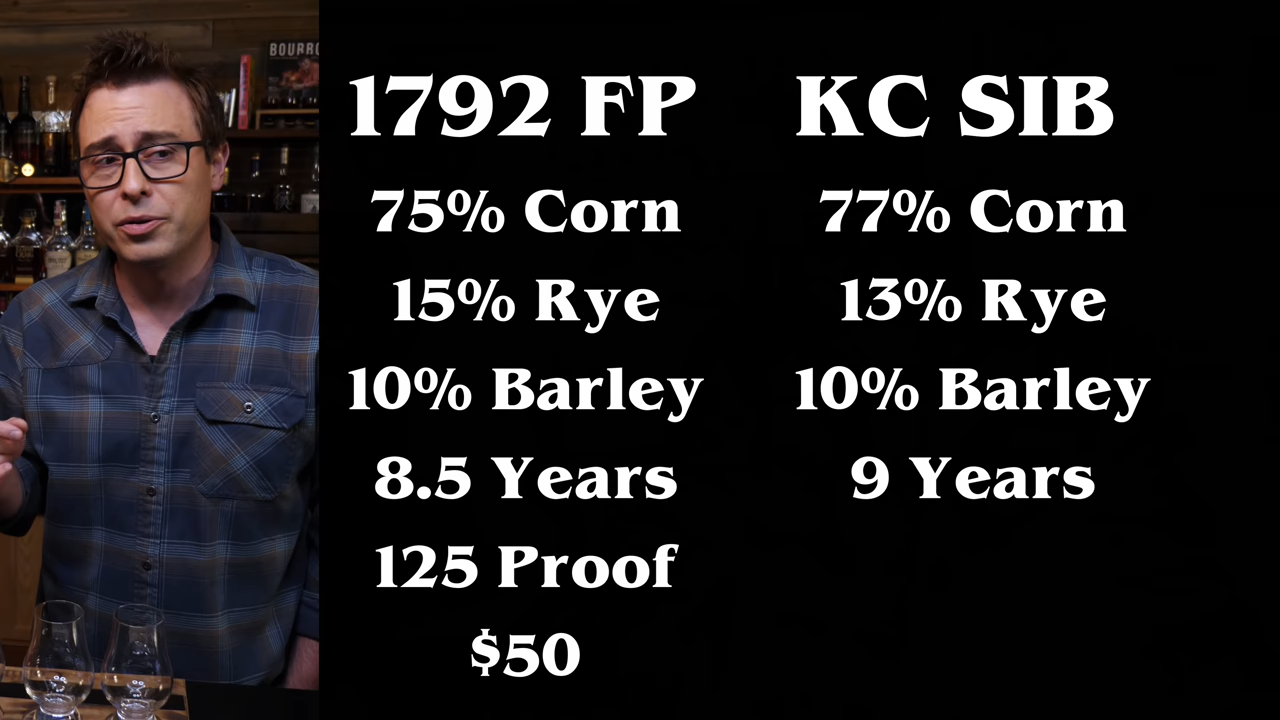 BOURBO
1792 FP
75% Corn
15% Rye
10% Barley
8.5 Years
125 Proof
$50
KC SIB
77% Corn
13% Rye
10% Barley
9 Years